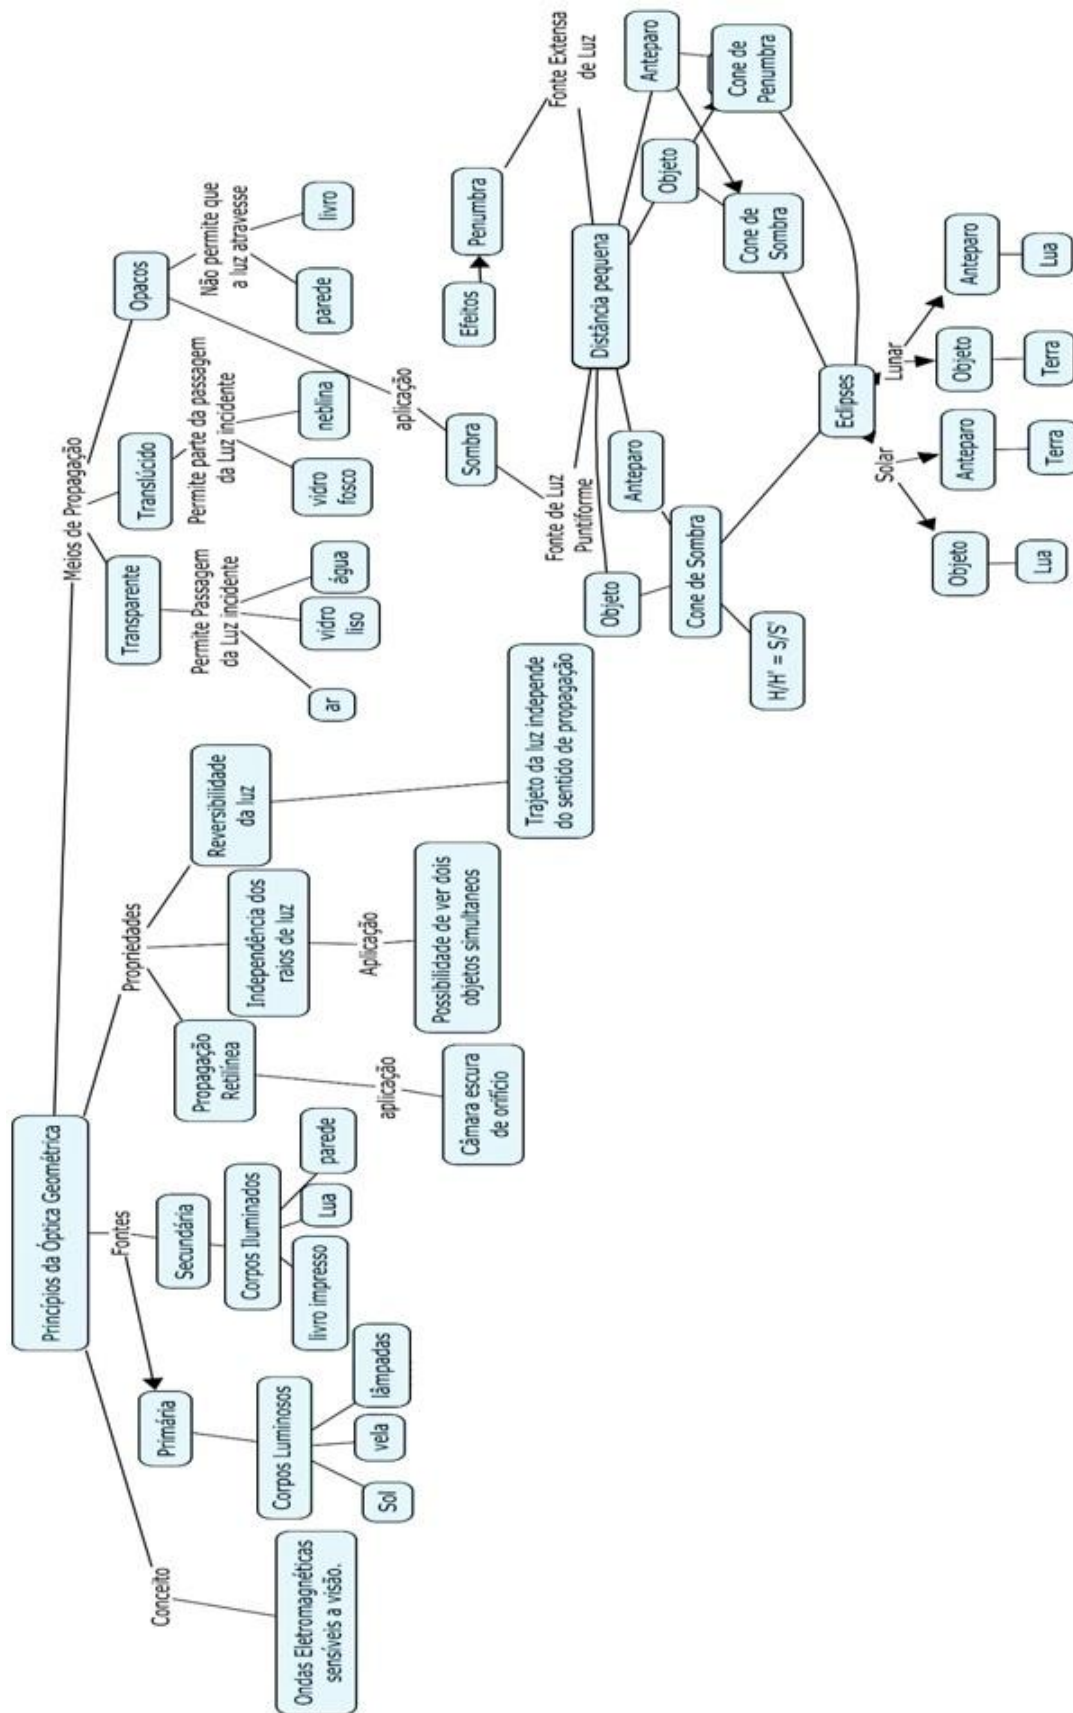 Princípios da Óptica Geométrica
Conceito
Ondas Eletromagnéticas
sensíveis a visão.
Fontes
Primária
Corpos Luminosos
Sol
vela
lâmpadas
Secundária
Corpos Iluminados
livro impresso
Lua
parede
Propriedades
Propagação
Retilínea
aplicação
Câmara escura
de orifício
Independência dos
raios de luz
Aplicação
Possibilidade de ver dois
objetos simultaneos
Reversibilidade
da luz
Trajeto da luz independe
do sentido de propagação
Meios de Propagação
Transparente
Permite Passagem
da Luz incidente
ar
vidro
liso
água
Translúcido
Permite parte da passagem
da Luz incidente
vidro
fosco
neblina
Opacos
Não permite que
a luz atravesse
parede
livro
aplicação
Sombra
Efeitos
Penumbra
Fonte de Luz
Puntiforme
Fonte Extensa
de Luz
Distância pequena
Objeto
Anteparo
Cone de Sombra
H/H' = S/S'
Objeto
Anteparo
Cone de
Sombra
Cone de
Penumbra
Eclipses
Solar
Objeto
Lua
Anteparo
Terra
Lunar
Objeto
Terra
Anteparo
Lua